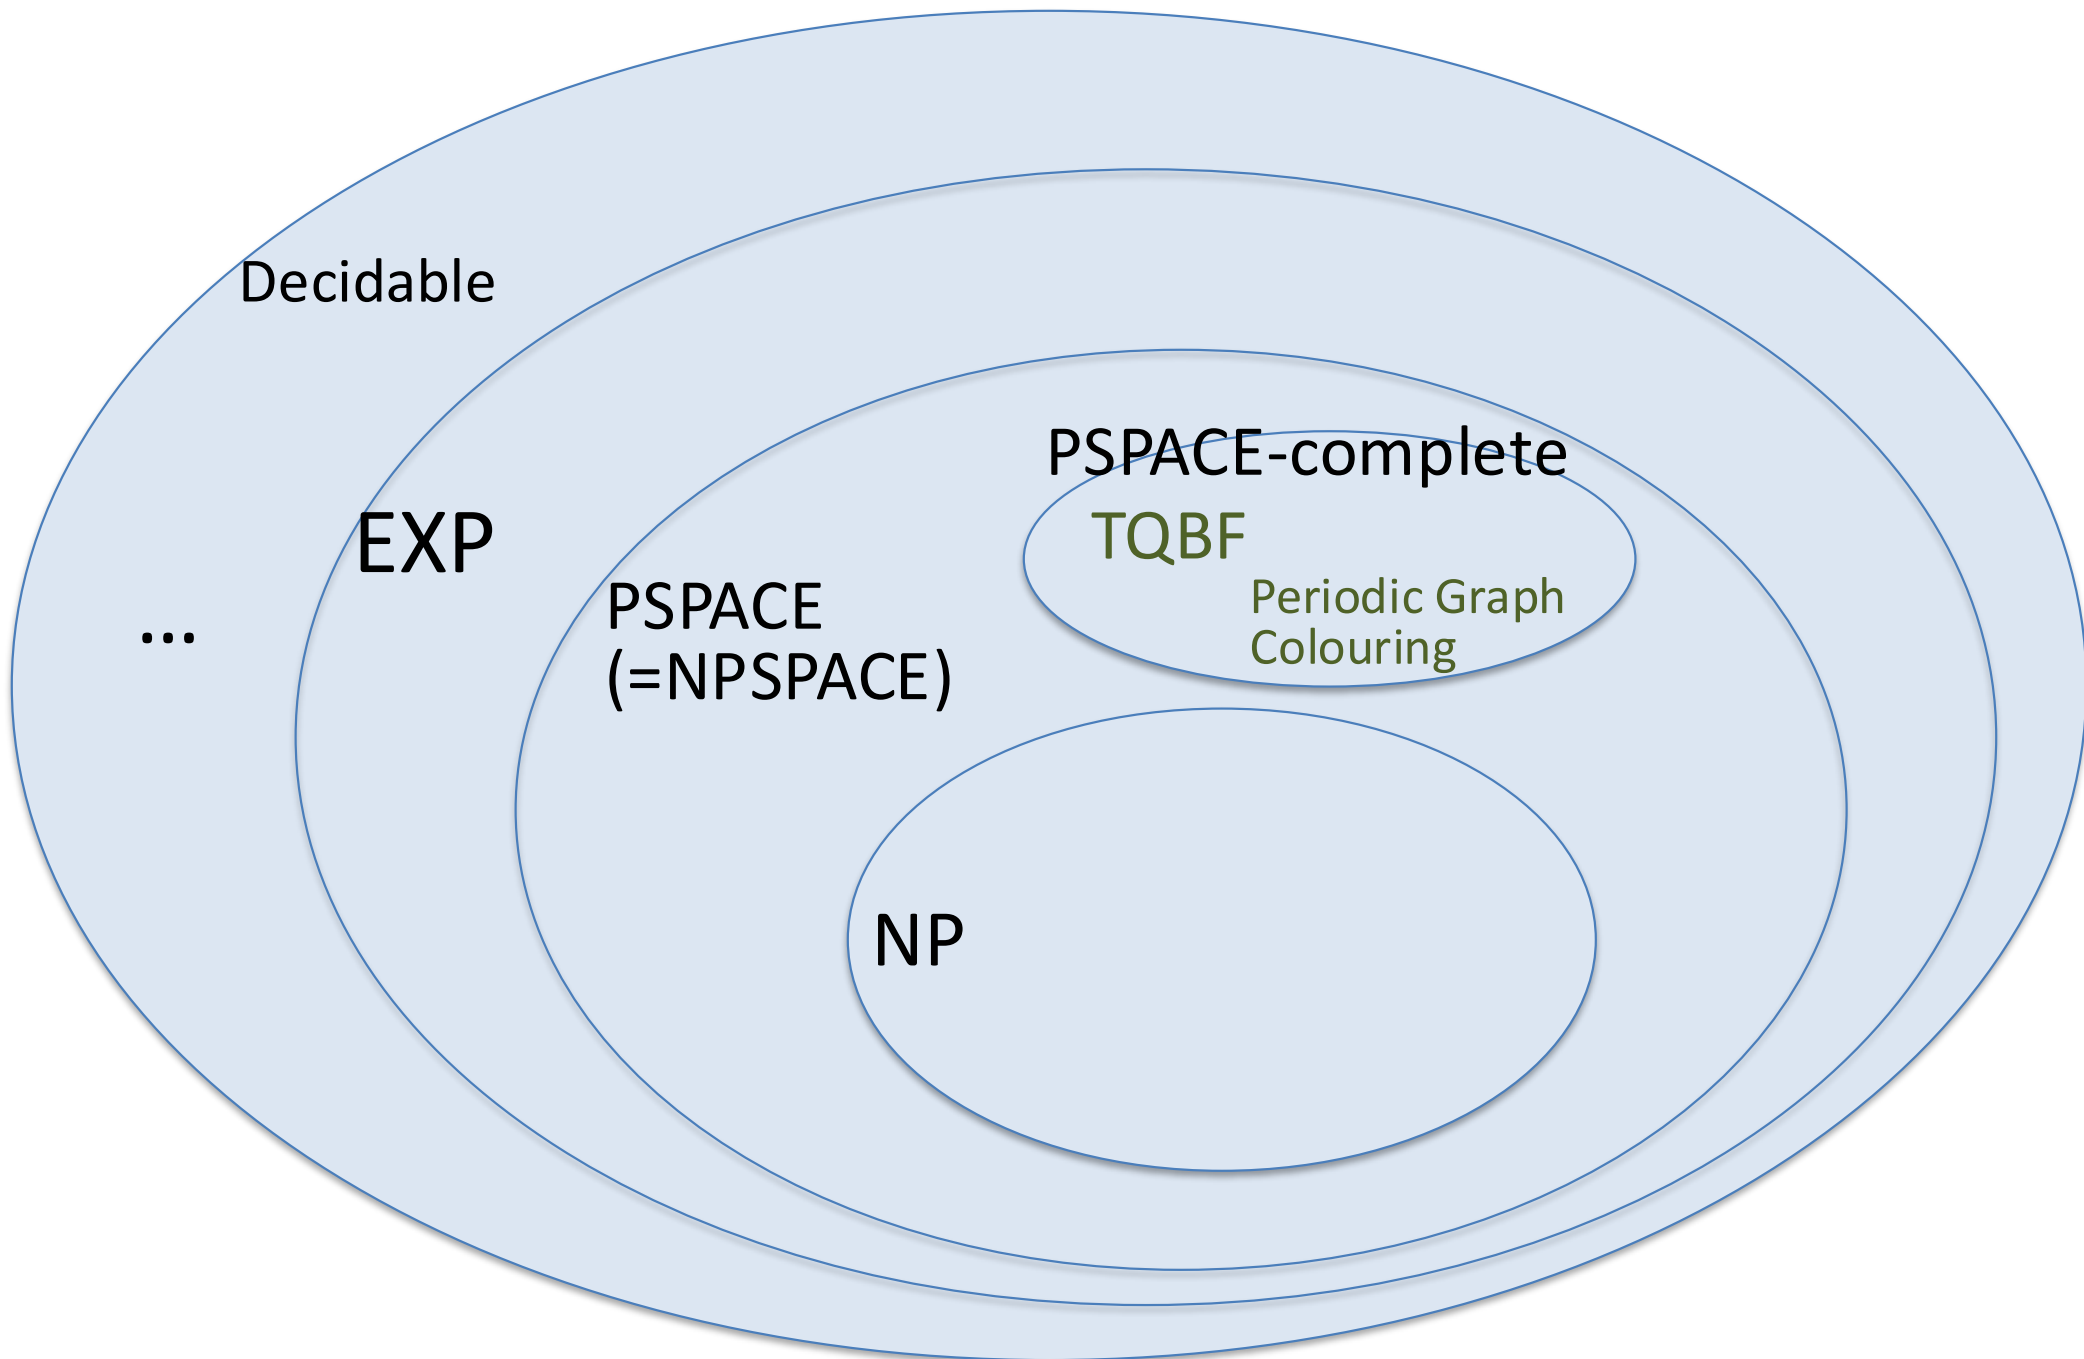 Decidable
PSPACE-complete
EXP
TQBF
PSPACE
(=NPSPACE)
Periodic Graph
Colouring
...
NP